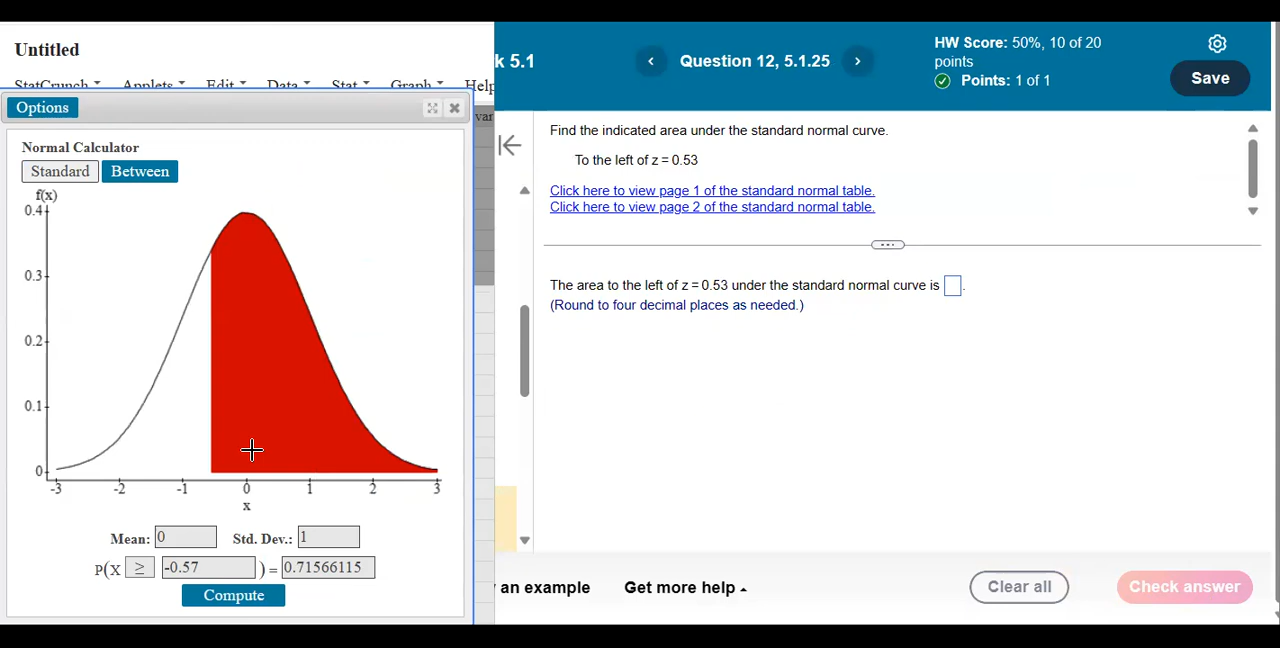 Untitled
StatCrunch Applets Edit Data Stat Graph Help
Options
var
Normal Calculator
Standard Between
f(x)
0.4
0.3
0.2
0.1
0
-3 -2 -1 0 1 2 3
x
Mean: 0 Std. Dev.: 1
P(X ≥ -0.57 ) = 0.71566115
Compute
k 5.1
Question 12, 5.1.25
HW Score: 50%, 10 of 20
points
Points: 1 of 1
Save
Find the indicated area under the standard normal curve.
To the left of z = 0.53
Click here to view page 1 of the standard normal table.
Click here to view page 2 of the standard normal table.
The area to the left of z = 0.53 under the standard normal curve is .
(Round to four decimal places as needed.)
an example Get more help Clear all Check answer